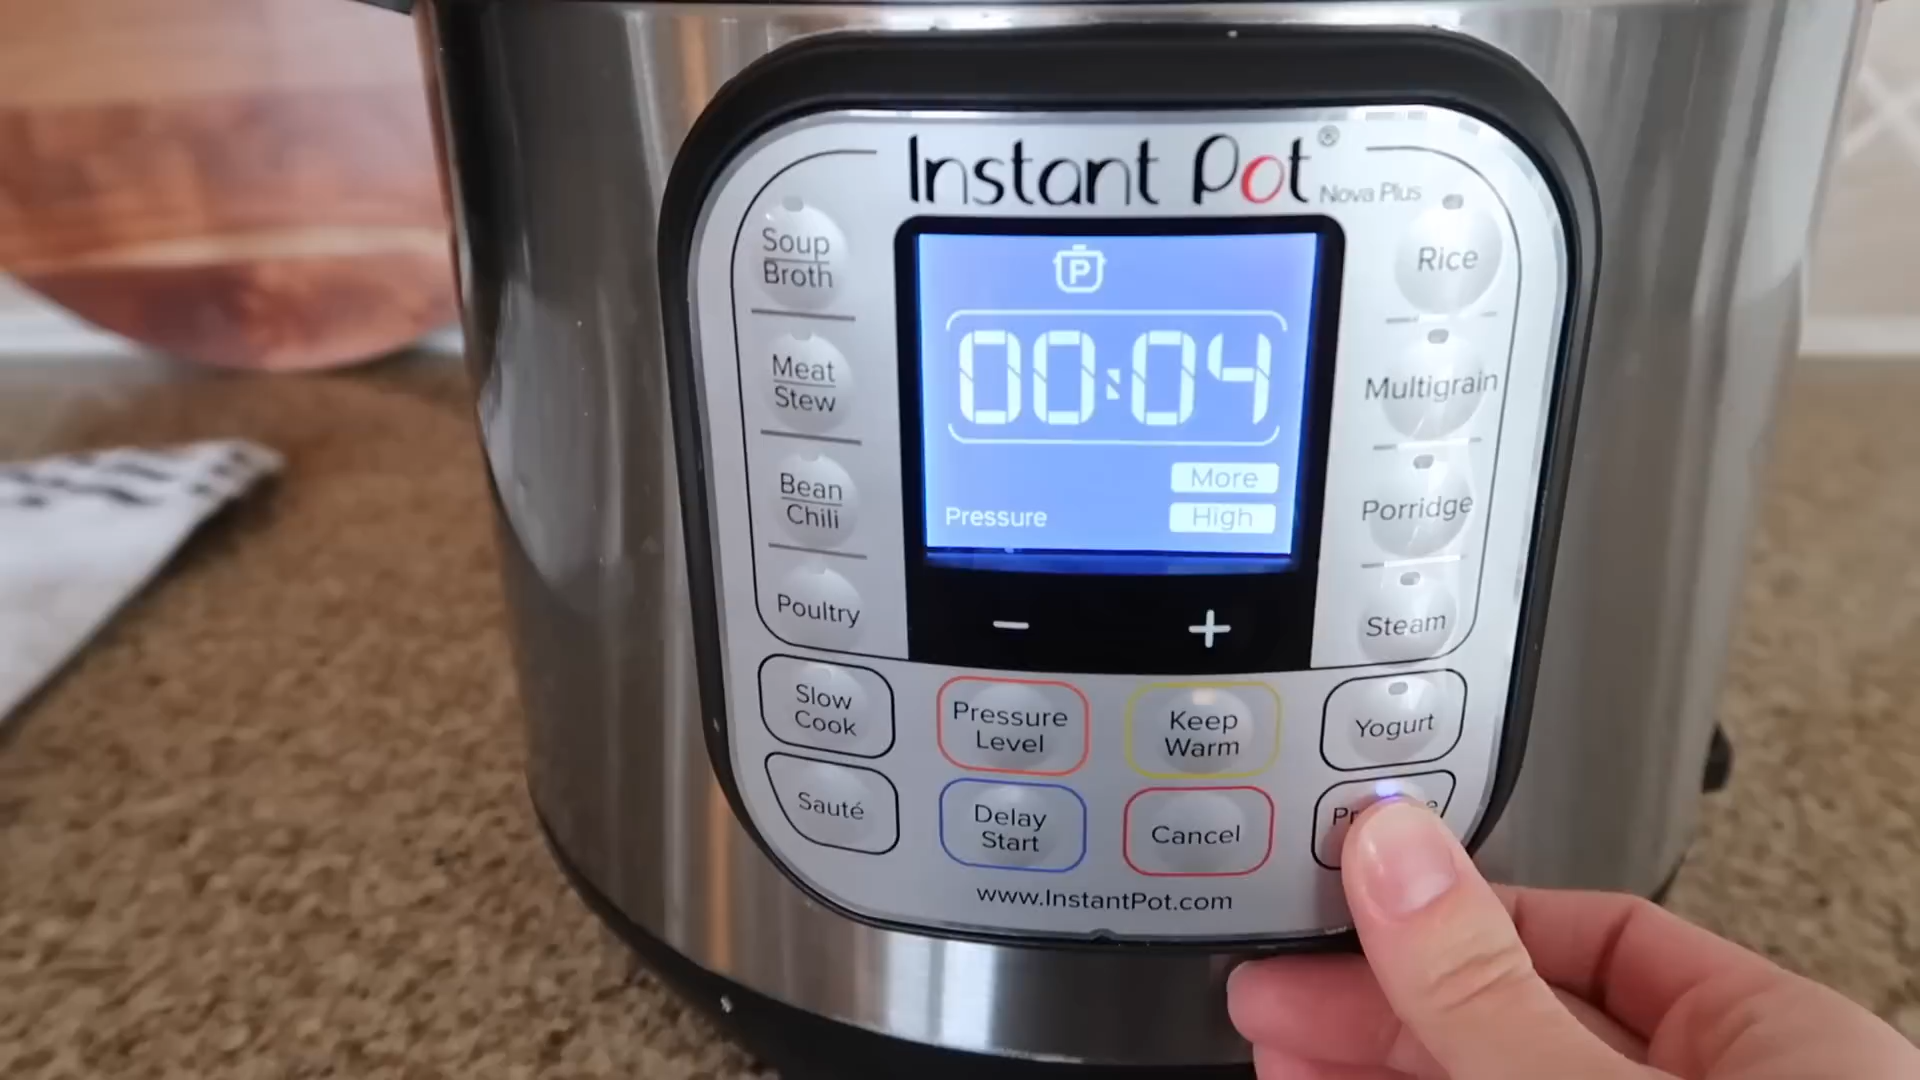 Instant Pot®
Nova Plus
Soup
Broth
Meat
Stew
Bean
Chili
Poultry
P
00:04
More
Pressure High
- +
Rice
Multigrain
Porridge
Steam
Slow
Cook
Pressure
Level
Keep
Warm
Yogurt
Sauté
Delay
Start
Cancel
www.InstantPot.com